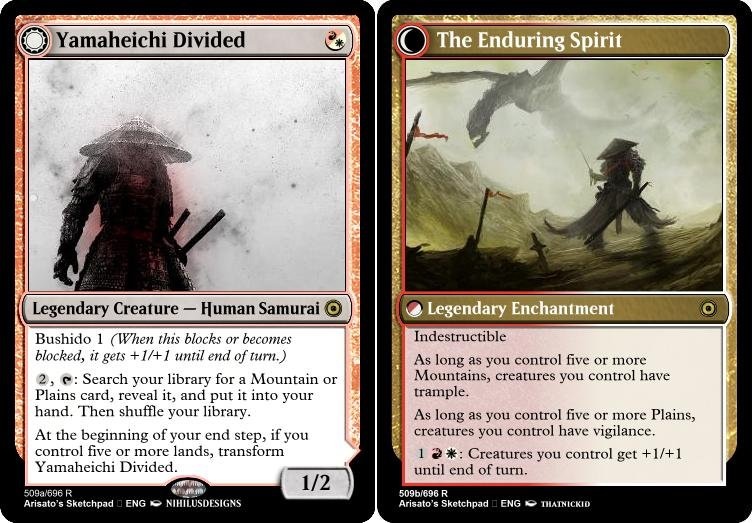 Yamaheichi Divided
Legendary Creature — Human Samurai
Bushido 1 (When this blocks or becomes
blocked, it gets +1/+1 until end of turn.)
2, : Search your library for a Mountain or
Plains card, reveal it, and put it into your
hand. Then shuffle your library.
At the beginning of your end step, if you
control five or more lands, transform
Yamaheichi Divided.
1/2
509a/696 R
Arisato's Sketchpad ENG NIHILUSDESIGNS
The Enduring Spirit
Legendary Enchantment
Indestructible
As long as you control five or more
Mountains, creatures you control have
trample.
As long as you control five or more Plains,
creatures you control have vigilance.
1 : Creatures you control get +1/+1
until end of turn.
509b/696 R
Arisato's Sketchpad ENG THATNICKID